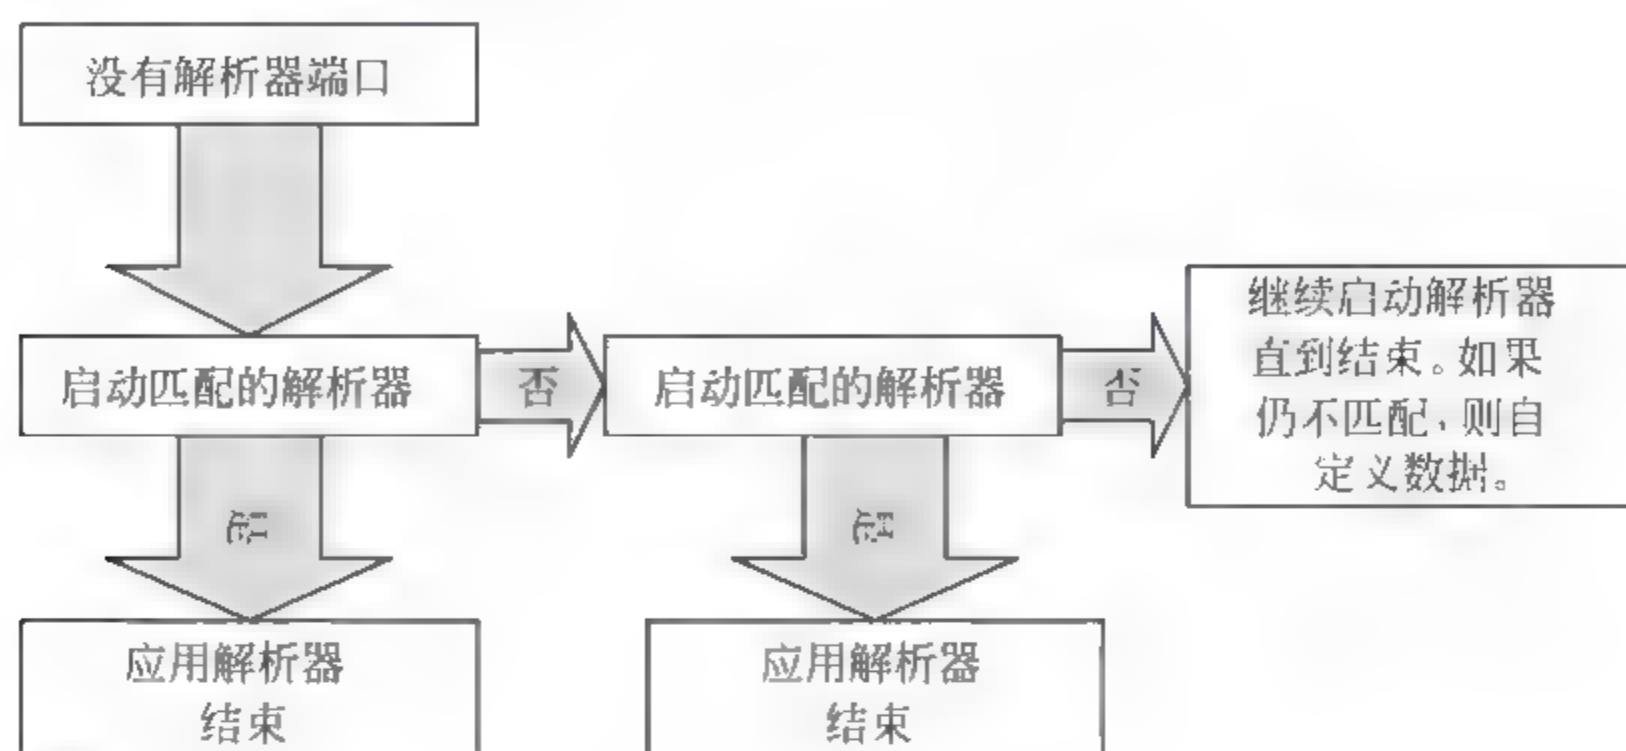 没有解析器端口
启动匹配的解析器
否
启动匹配的解析器
否
继续启动解析器
直到结束。如果
仍不匹配，则自
定义数据。
是
是
应用解析器
结束
应用解析器
结束